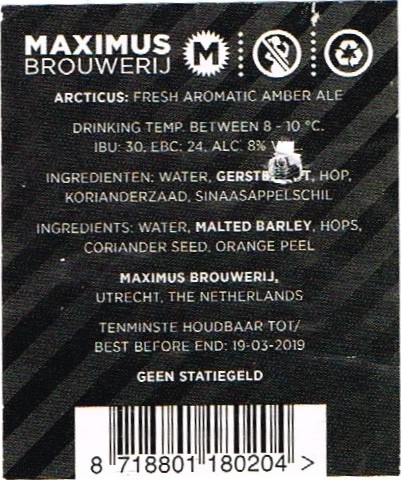 MAXIMUS
BROUWERIJ
M
ARCTICUS: FRESH AROMATIC AMBER ALE
DRINKING TEMP. BETWEEN 8 - 10 °C.
IBU: 30, EBC: 24, ALC. 8%
INGREDIENTEN: WATER, HOP,
KORIANDERZAAD, SINAASAPPELSCHIL
INGREDIENTS: WATER, MALTED BARLEY, HOPS,
CORIANDER SEED, ORANGE PEEL
MAXIMUS BROUWERIJ,
UTRECHT, THE NETHERLANDS
TENMINSTE HOUDBAAR TOT/
BEST BEFORE END: 19-03-2019
GEEN STATIEGELD
8 718801 180204 >